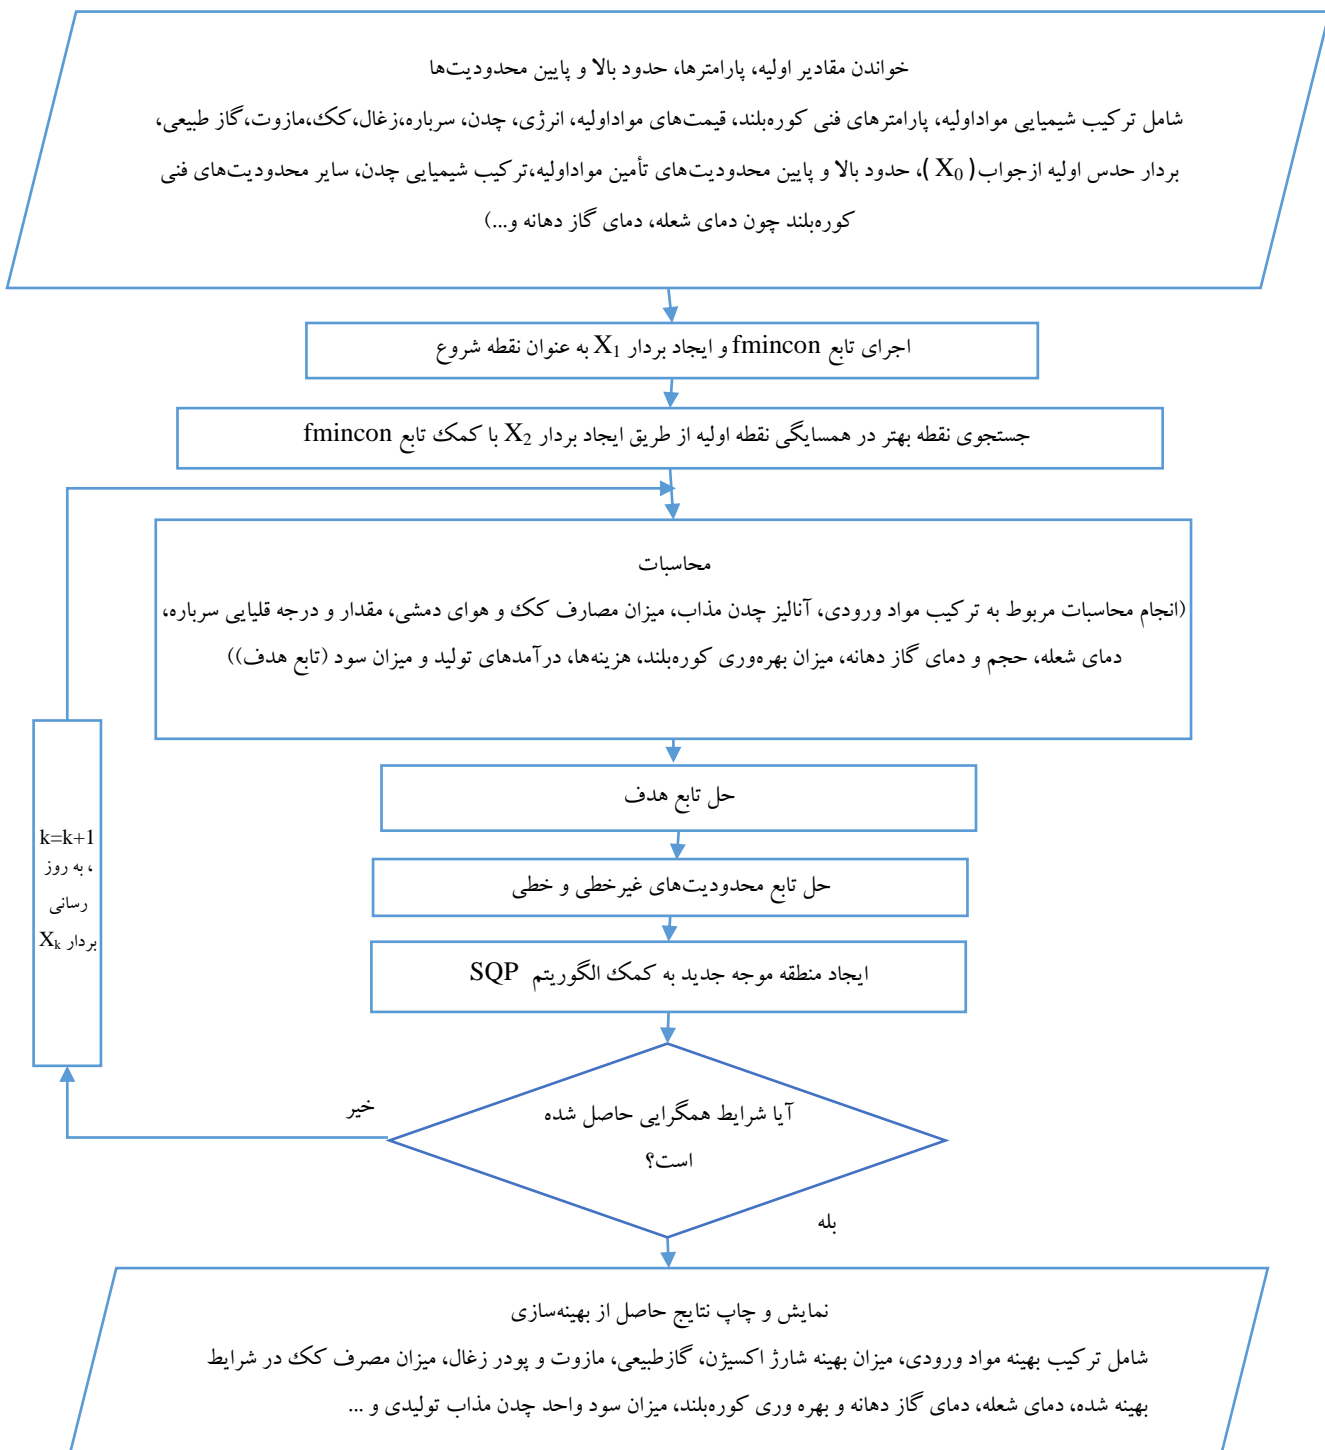 خواندن مقادیر اولیه، پارامترها، حدود بالا و پایین محدودیت‌ها
شامل ترکیب شیمیایی مواداولیه، پارامترهای فنی کوره‌بلند، قیمت‌های مواداولیه، انرژی، چدن، سرباره،زغال،کک،مازوت،گاز طبیعی،
بردار حدس اولیه ازجواب( X0 )، حدود بالا و پایین محدودیت‌های تأمین مواداولیه،ترکیب شیمیایی چدن، سایر محدودیت‌های فنی
کوره‌بلند چون دمای شعله، دمای گاز دهانه و...)
اجرای تابع fmincon و ایجاد بردار X1 به عنوان نقطه شروع
جستجوی نقطه بهتر در همسایگی نقطه اولیه از طریق ایجاد بردار X2 با کمک تابع fmincon
محاسبات
(انجام محاسبات مربوط به ترکیب مواد ورودی، آنالیز چدن مذاب، میزان مصارف کک و هوای دمشی، مقدار و درجه قلیایی سرباره،
دمای شعله، حجم و دمای گاز دهانه، میزان بهره‌وری کوره‌بلند، هزینه‌ها، درآمدهای تولید و میزان سود (تابع هدف))
حل تابع هدف
حل تابع محدودیت‌های غیرخطی و خطی
ایجاد منطقه موجه جدید به کمک الگوریتم SQP
k=k+1
، به روز
رسانی
بردار Xk
آیا شرایط همگرایی حاصل شده
است؟
خیر
بله
نمایش و چاپ نتایج حاصل از بهینه‌سازی
شامل ترکیب بهینه مواد ورودی، میزان بهینه شارژ اکسیژن، گازطبیعی، مازوت و پودر زغال، میزان مصرف کک در شرایط
بهینه شده، دمای شعله، دمای گاز دهانه و بهره وری کوره‌بلند، میزان سود واحد چدن مذاب تولیدی و ...